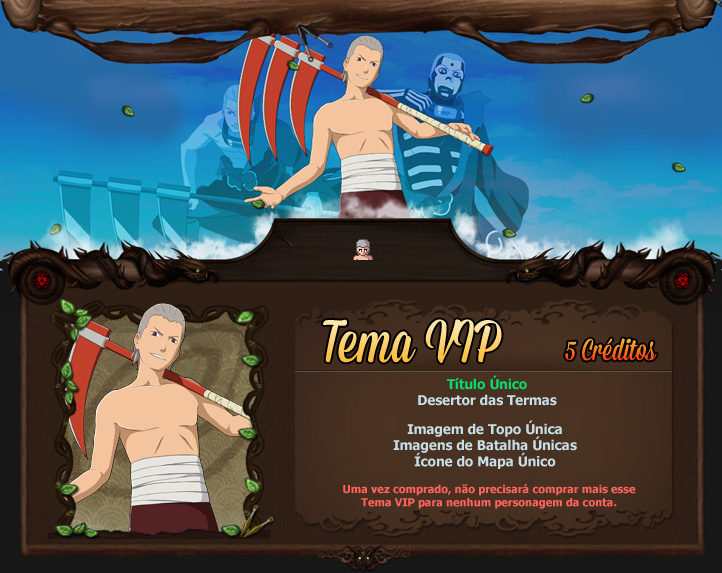 Tema VIP
5 Créditos
Título Único
Desertor das Termas
Imagem de Topo Única
Imagens de Batalha Únicas
Ícone do Mapa Único
Uma vez comprado, não precisará comprar mais esse
Tema VIP para nenhum personagem da conta.